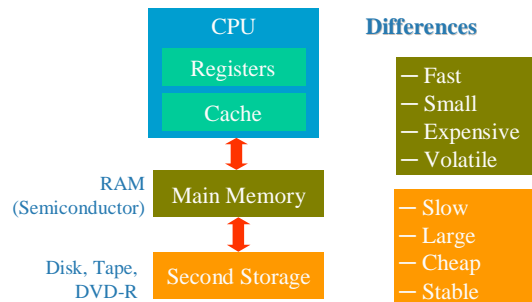 CPU
Registers
Cache
RAM
(Semiconductor)
Main Memory
Disk, Tape,
DVD-R
Second Storage
Differences
— Fast
— Small
— Expensive
— Volatile
— Slow
— Large
— Cheap
— Stable